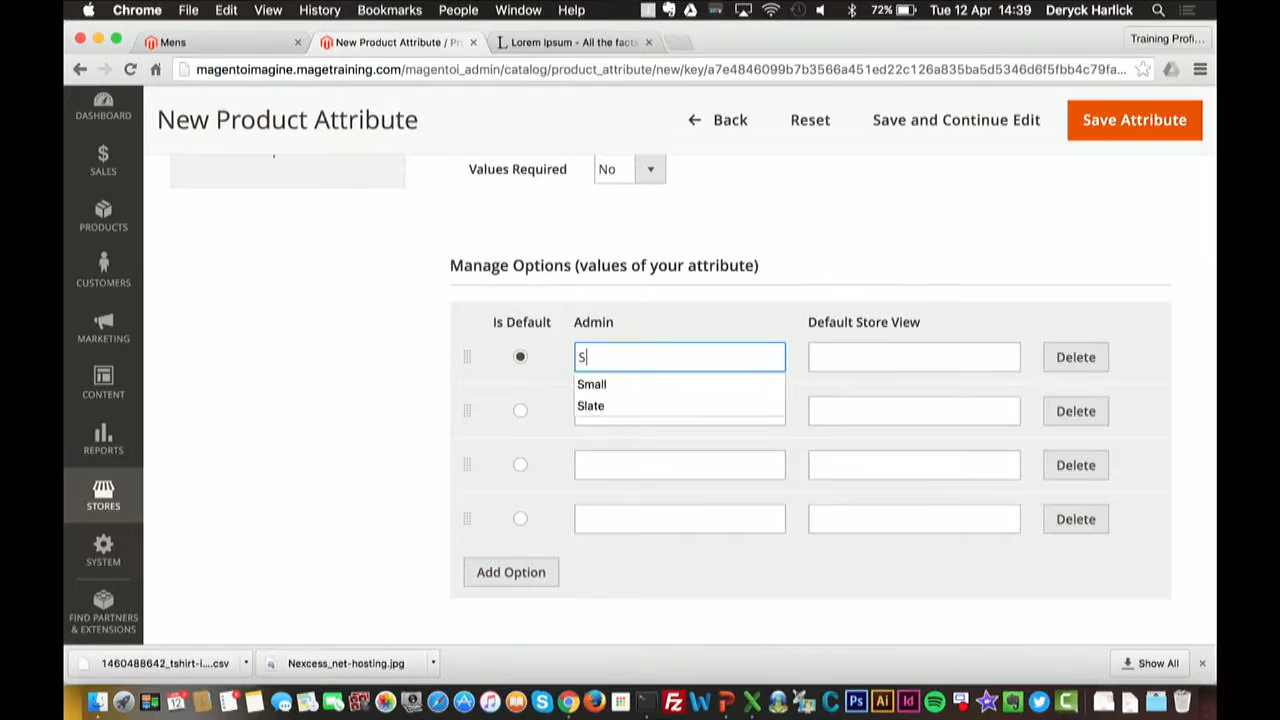 Chrome File Edit View History Bookmarks People Window Help 72% Tue 12 Apr 14:39 Deryck Harlick
Mens New Product Attribute / Pr Lorem Ipsum - All the facts Training Profi...
magentoimagine.magetraining.com/magentoi_admin/catalog/product_attribute/new/key/a7e4846099b7b3566a451ed22c126a835ba5d5346d6f5fbb4c79fa...
DASHBOARD
SALES
PRODUCTS
CUSTOMERS
MARKETING
CONTENT
REPORTS
STORES
SYSTEM
FIND PARTNERS
& EXTENSIONS
New Product Attribute Back Reset Save and Continue Edit Save Attribute
Values Required No
Manage Options (values of your attribute)
Is Default Admin Default Store View
S Delete
Small
Slate
Delete
Delete
Delete
Add Option
1460488642_tshirt-i....csv Nexcess_net-hosting.jpg Show All